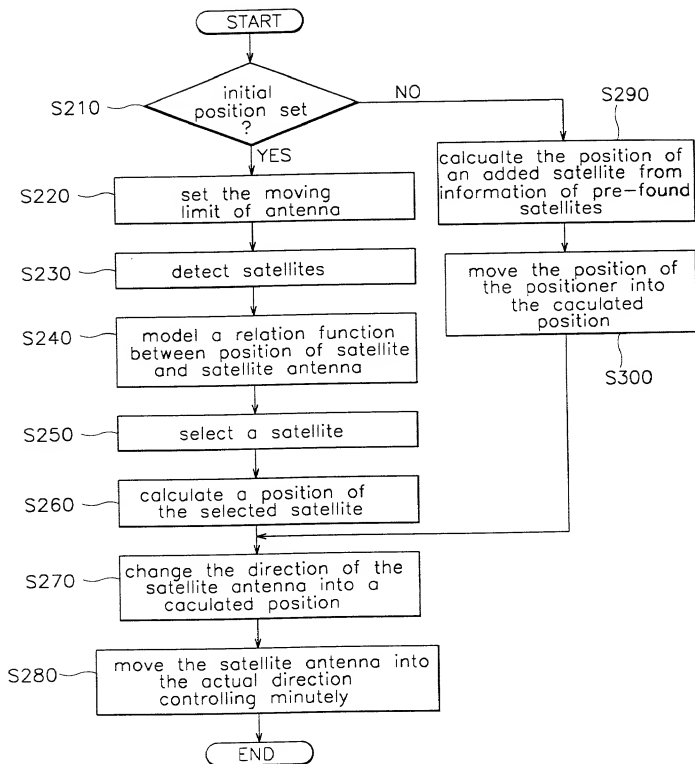 START
initial
position set
?
S210
NO
YES
S290
calcualte the position of
an added satellite from
information of pre-found
satellites
set the moving
limit of antenna
S220
detect satellites
S230
move the position of
the positioner into
the caculated
position
S300
model a relation function
between position of satellite
and satellite antenna
S240
select a satellite
S250
calculate a position of
the selected satellite
S260
change the direction of the
satellite antenna into a
caculated position
S270
move the satellite antenna into
the actual direction
controlling minutely
S280
END